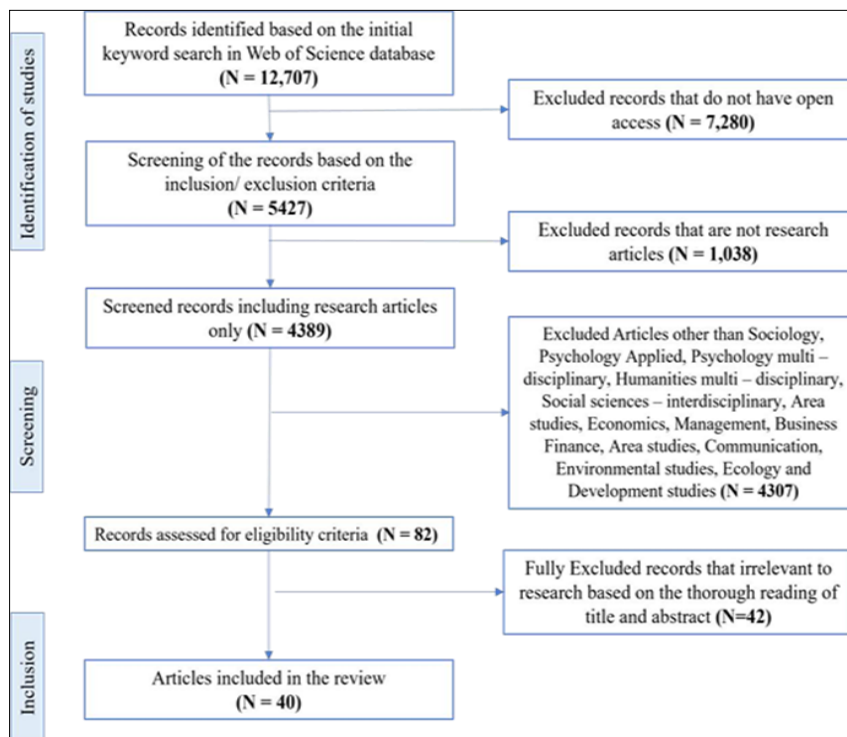 Identification of studies
Records identified based on the initial
keyword search in Web of Science database
(N = 12,707)
Excluded records that do not have open
access (N = 7,280)
Screening of the records based on the
inclusion/ exclusion criteria
(N = 5427)
Excluded records that are not research
articles (N = 1,038)
Screened records including research articles
only (N = 4389)
Screening
Excluded Articles other than Sociology,
Psychology Applied, Psychology multi –
disciplinary, Humanities multi – disciplinary,
Social sciences – interdisciplinary, Area
studies, Economics, Management, Business
Finance, Area studies, Communication,
Environmental studies, Ecology and
Development studies (N = 4307)
Records assessed for eligibility criteria (N = 82)
Fully Excluded records that irrelevant to
research based on the thorough reading of
title and abstract (N=42)
Inclusion
Articles included in the review
(N = 40)